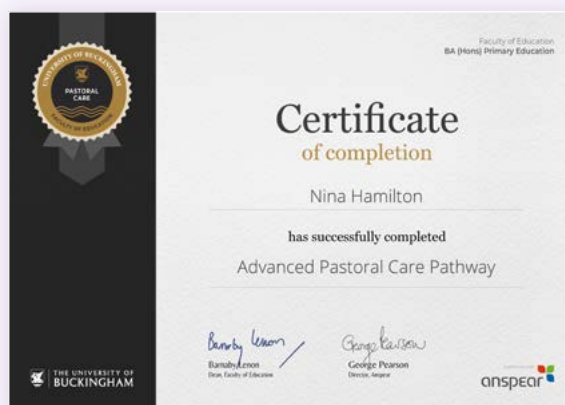 UNIVERSITY OF BUCKINGHAM
PASTORAL
CARE
FACULTY OF EDUCATION
Faculty of Education
BA (Hons) Primary Education
Certificate
of completion
Nina Hamilton
has successfully completed
Advanced Pastoral Care Pathway
Barnaby Lenon
George Pearson
Barnaby Lenon
Dean, Faculty of Education
George Pearson
Director, Anspear
THE UNIVERSITY OF
BUCKINGHAM
anspear